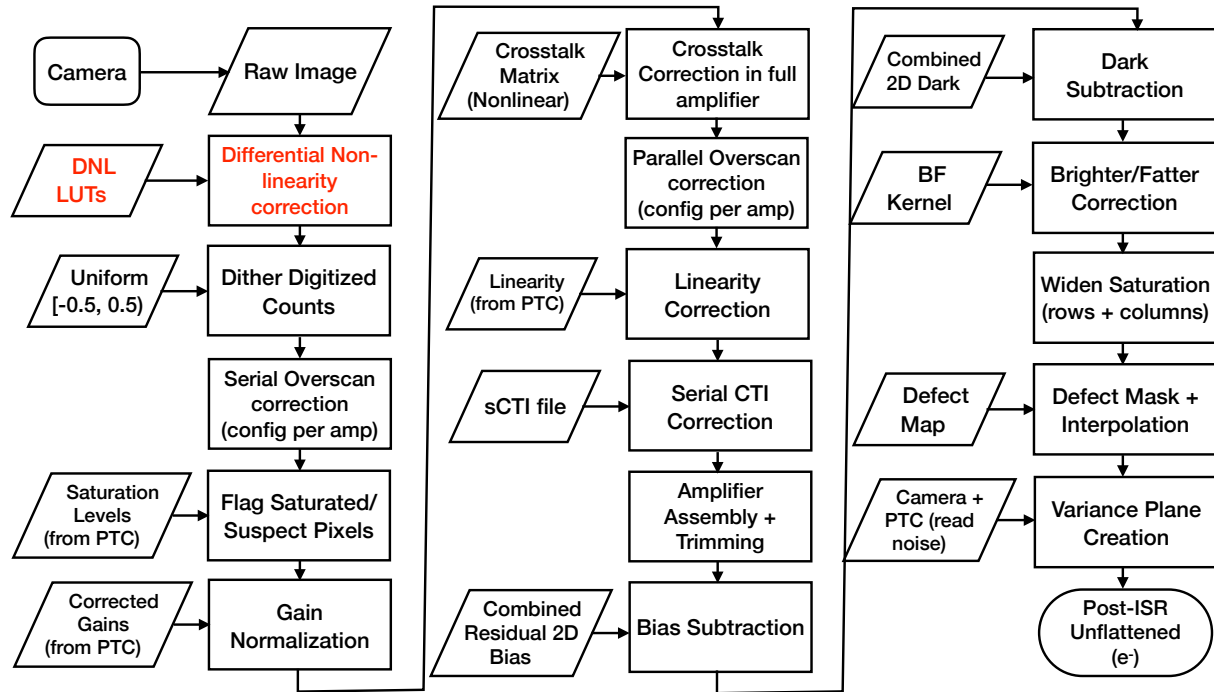 Camera
Raw Image
DNL
LUTs
Differential Non-
linearity
correction
Uniform
[-0.5, 0.5)
Dither Digitized
Counts
Serial Overscan
correction
(config per amp)
Saturation
Levels
(from PTC)
Flag Saturated/
Suspect Pixels
Corrected
Gains
(from PTC)
Gain
Normalization
Crosstalk
Matrix
(Nonlinear)
Crosstalk
Correction in full
amplifier
Parallel Overscan
correction
(config per amp)
Linearity
(from PTC)
Linearity
Correction
sCTI file
Serial CTI
Correction
Amplifier
Assembly +
Trimming
Combined
Residual 2D
Bias
Bias Subtraction
Combined
2D Dark
Dark
Subtraction
BF
Kernel
Brighter/Fatter
Correction
Widen Saturation
(rows + columns)
Defect
Map
Defect Mask +
Interpolation
Camera +
PTC (read
noise)
Variance Plane
Creation
Post-ISR
Unflattened
(e-)